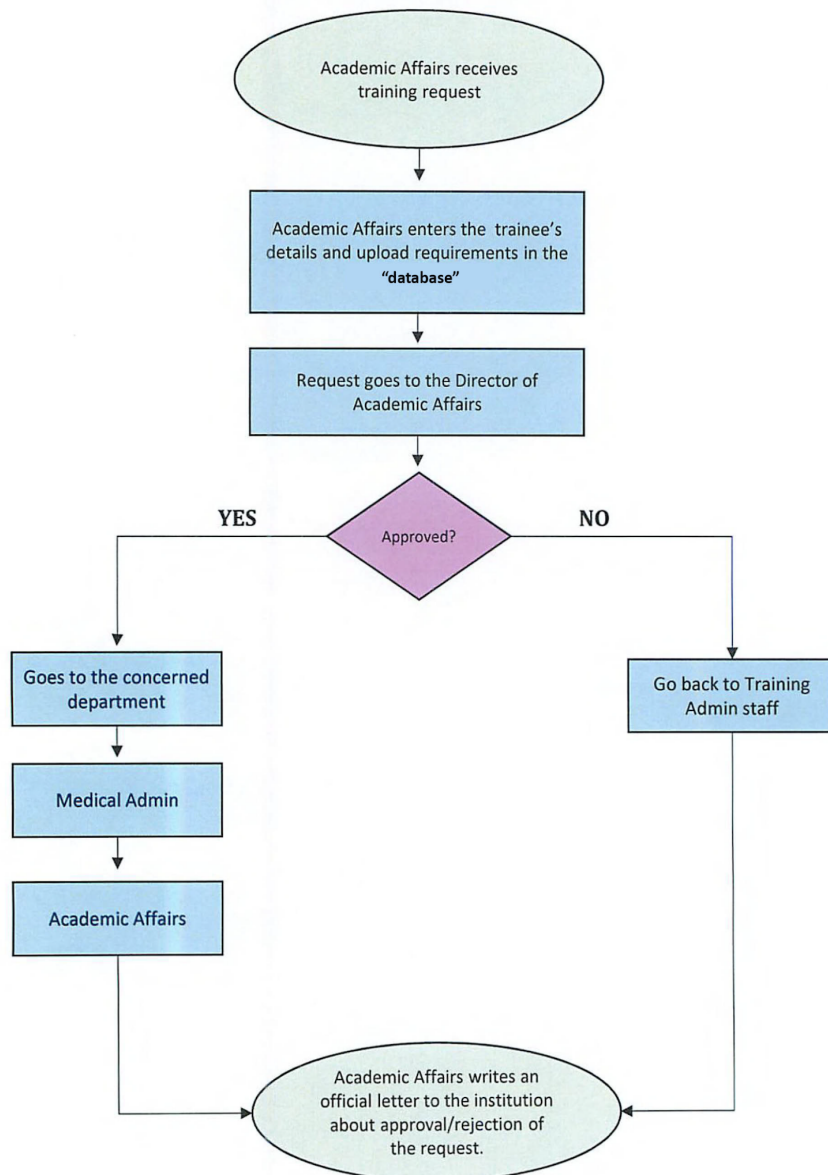 Academic Affairs receives
training request
Academic Affairs enters the trainee's
details and upload requirements in the
"database"
Request goes to the Director of
Academic Affairs
Approved?
YES
NO
Goes to the concerned
department
Go back to Training
Admin staff
Medical Admin
Academic Affairs
Academic Affairs writes an
official letter to the institution
about approval/rejection of
the request.